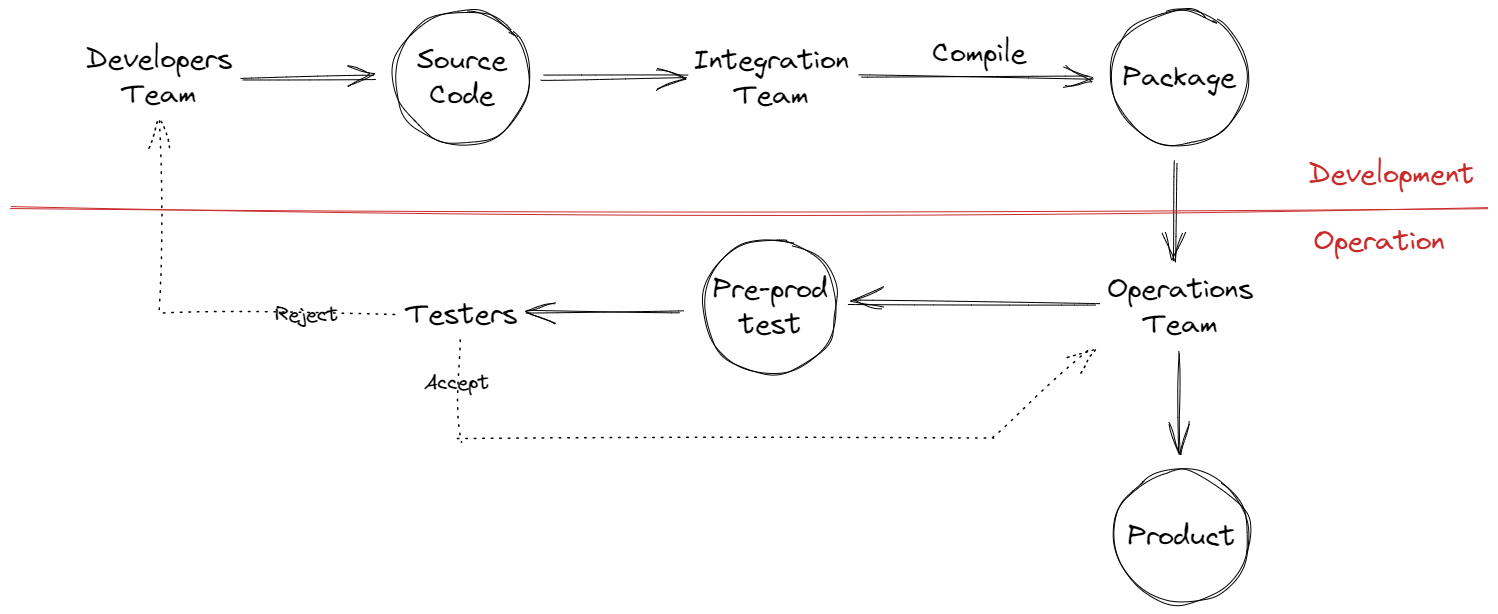 Developers
Team
Source
Code
Integration
Team
Compile
Package
Development
Operation
Reject
Testers
Pre-prod
test
Operations
Team
Accept
Product